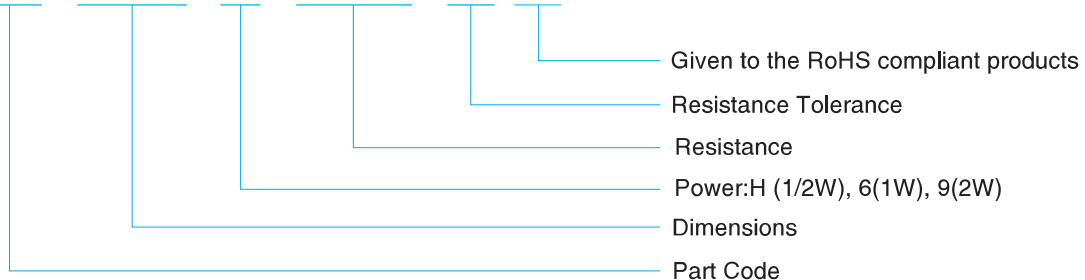 Given to the RoHS compliant products
Resistance Tolerance
Resistance
Power:H (1/2W), 6(1W), 9(2W)
Dimensions
Part Code